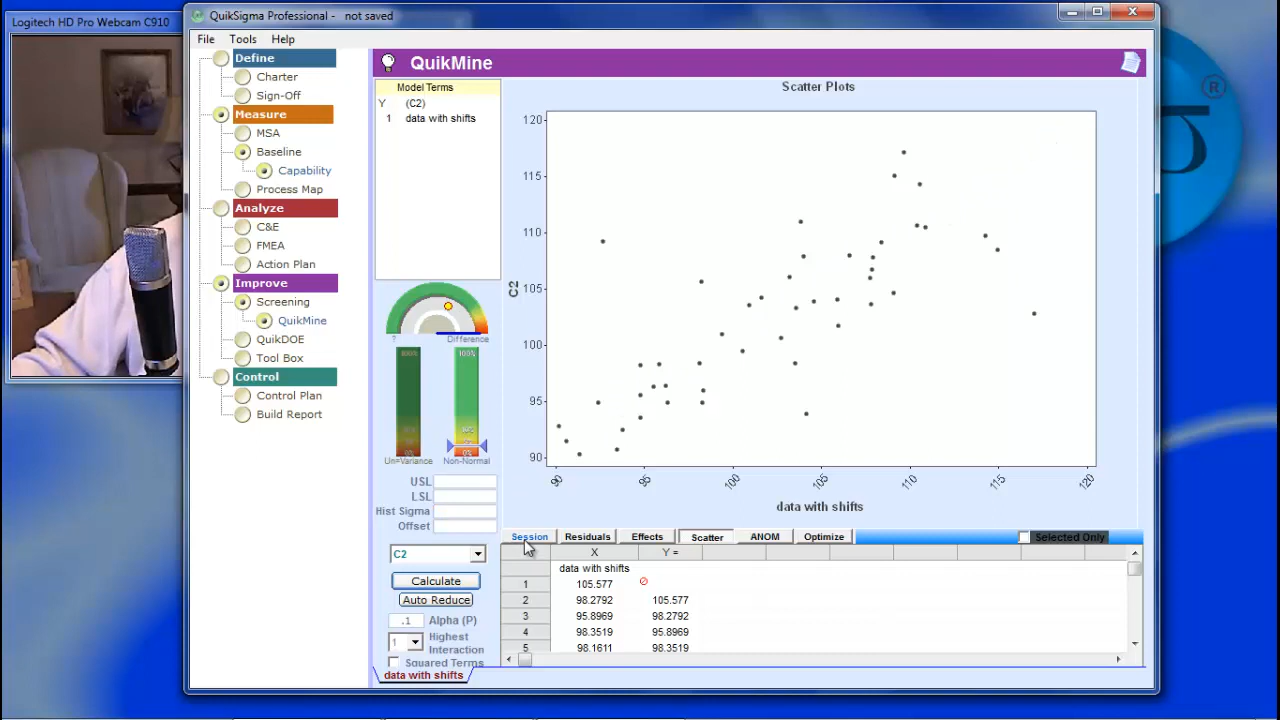 Logitech HD Pro Webcam C910
QuikSigma Professional - not saved
File Tools Help
Define
Charter
Sign-Off
Measure
MSA
Baseline
Capability
Process Map
Analyze
C&E
FMEA
Action Plan
Improve
Screening
QuikMine
QuikDOE
Tool Box
Control
Control Plan
Build Report
QuikMine
Model Terms
Y (C2)
1 data with shifts
? Difference
100% 100%
Un=Variance Non-Normal
USL
LSL
Hist Sigma
Offset
C2
Calculate
Auto Reduce
.1 Alpha (P)
1 Highest
Interaction
Squared Terms
data with shifts
Scatter Plots
120
115
110
105
100
95
90
C2
90 95 100 105 110 115 120
data with shifts
Session Residuals Effects Scatter ANOM Optimize Selected Only
X Y =
data with shifts
1 105.577
2 98.2792 105.577
3 95.8969 98.2792
4 98.3519 95.8969
5 98.1611 98.3519
®